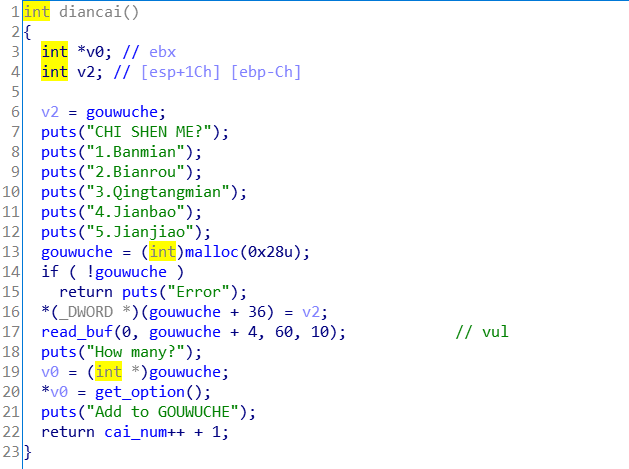 1 int diancai()
2 {
3 int *v0; // ebx
4 int v2; // [esp+1Ch] [ebp-Ch]
5
6 v2 = gouwuche;
7 puts("CHI SHEN ME?");
8 puts("1.Banmian");
9 puts("2.Bianrou");
10 puts("3.Qingtangmian");
11 puts("4.Jianbao");
12 puts("5.Jianjiao");
13 gouwuche = (int)malloc(0x28u);
14 if ( !gouwuche )
15 return puts("Error");
16 *(_DWORD *)(gouwuche + 36) = v2;
17 read_buf(0, gouwuche + 4, 60, 10); // vul
18 puts("How many?");
19 v0 = (int *)gouwuche;
20 *v0 = get_option();
21 puts("Add to GOUWUCHE");
22 return cai_num++ + 1;
23 }